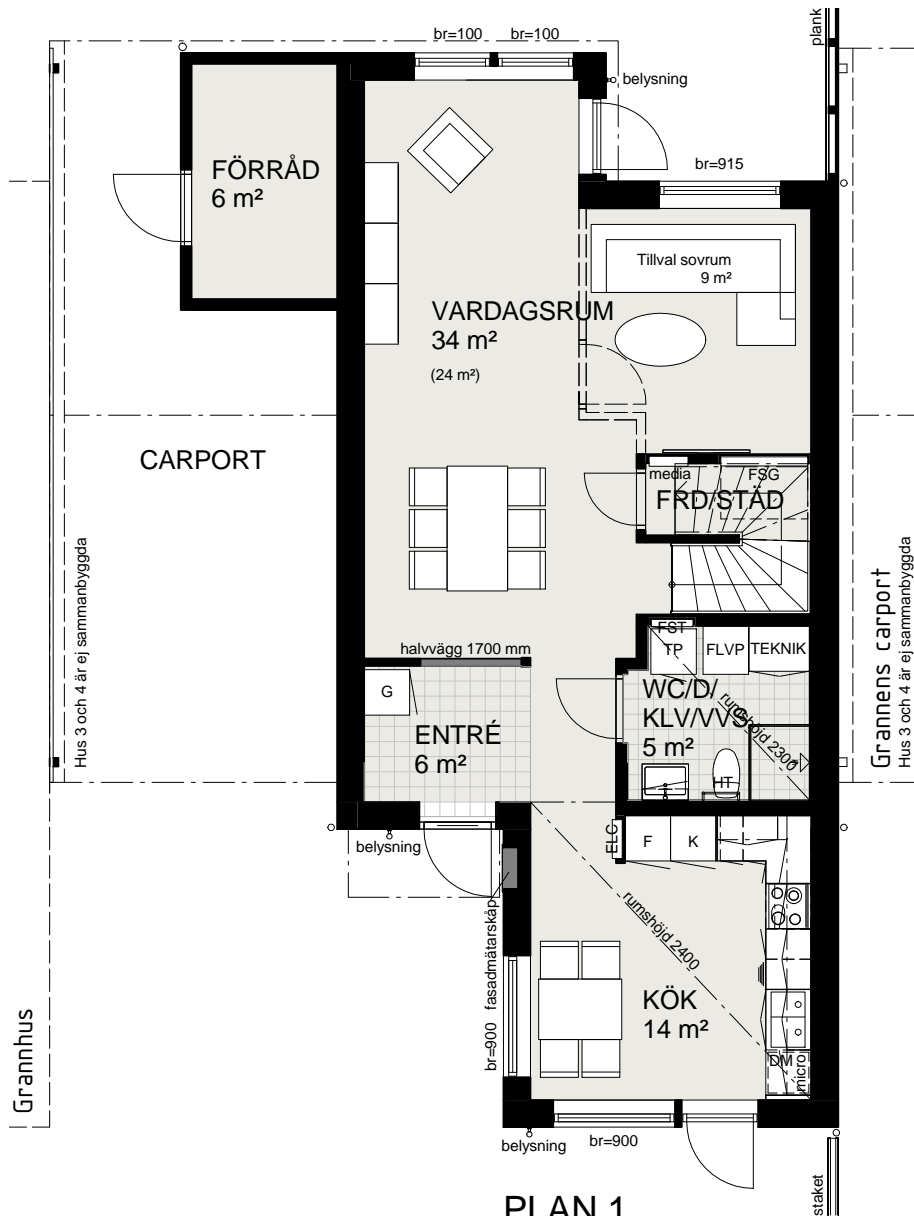 br=100
br=100
plank
belysning
br=915
FÖRRÅD
6 m²
Tillval sovrum
9 m²
VARDAGSRUM
34 m²
(24 m²)
CARPORT
media
FSG
FRD/STÄD
Hus 3 och 4 är ej sammanbyggda
Grannens carport
Hus 3 och 4 är ej sammanbyggda
halvvägg 1700 mm
FST
TP
FLVP
TEKNIK
G
WC/D/
KLV/VVS
5 m²
rumshöjd 2300
ENTRÉ
6 m²
HT
belysning
ELC
F
K
fasadmätarskåp
rumshöjd 2400
KÖK
14 m²
br=900
DM
micro
Grannhus
belysning
br=900
staket
PLAN 1